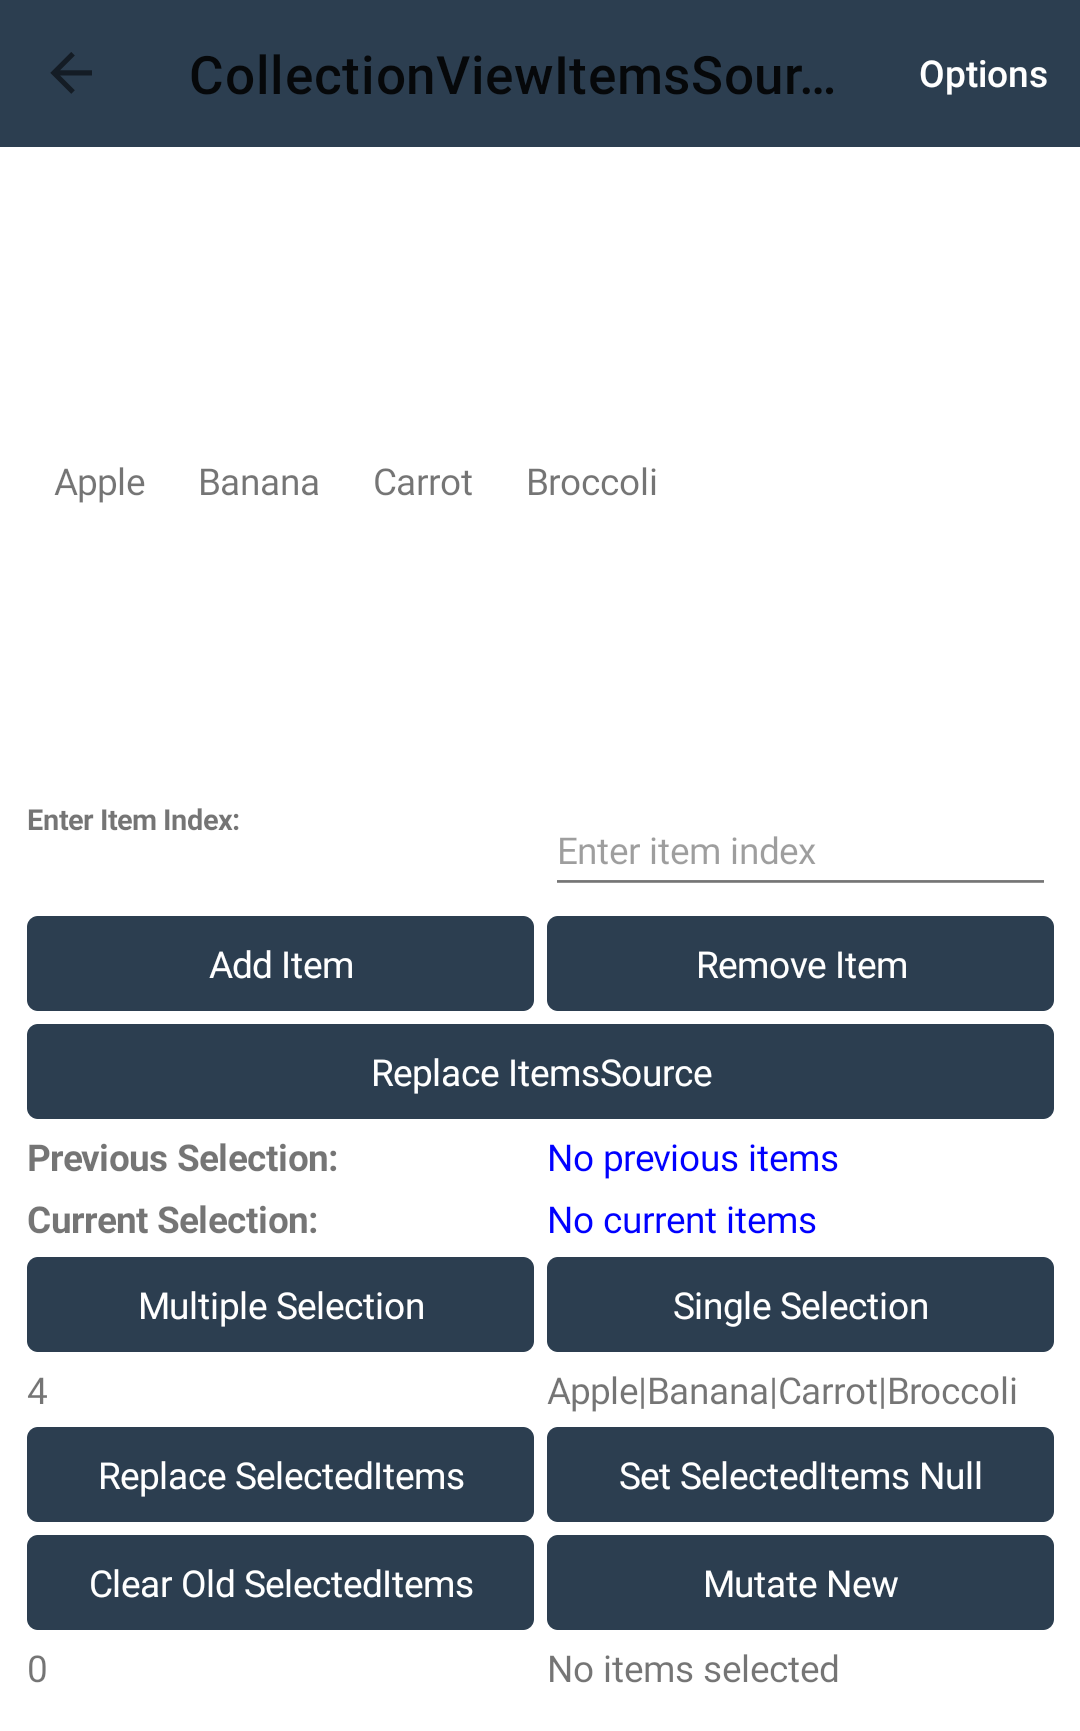 CollectionViewItemsSour...
Options
Apple Banana Carrot Broccoli
Enter Item Index:
Enter item index
Add Item
Remove Item
Replace ItemsSource
Previous Selection:
No previous items
Current Selection:
No current items
Multiple Selection
Single Selection
4
Apple|Banana|Carrot|Broccoli
Replace SelectedItems
Set SelectedItems Null
Clear Old SelectedItems
Mutate New
0
No items selected